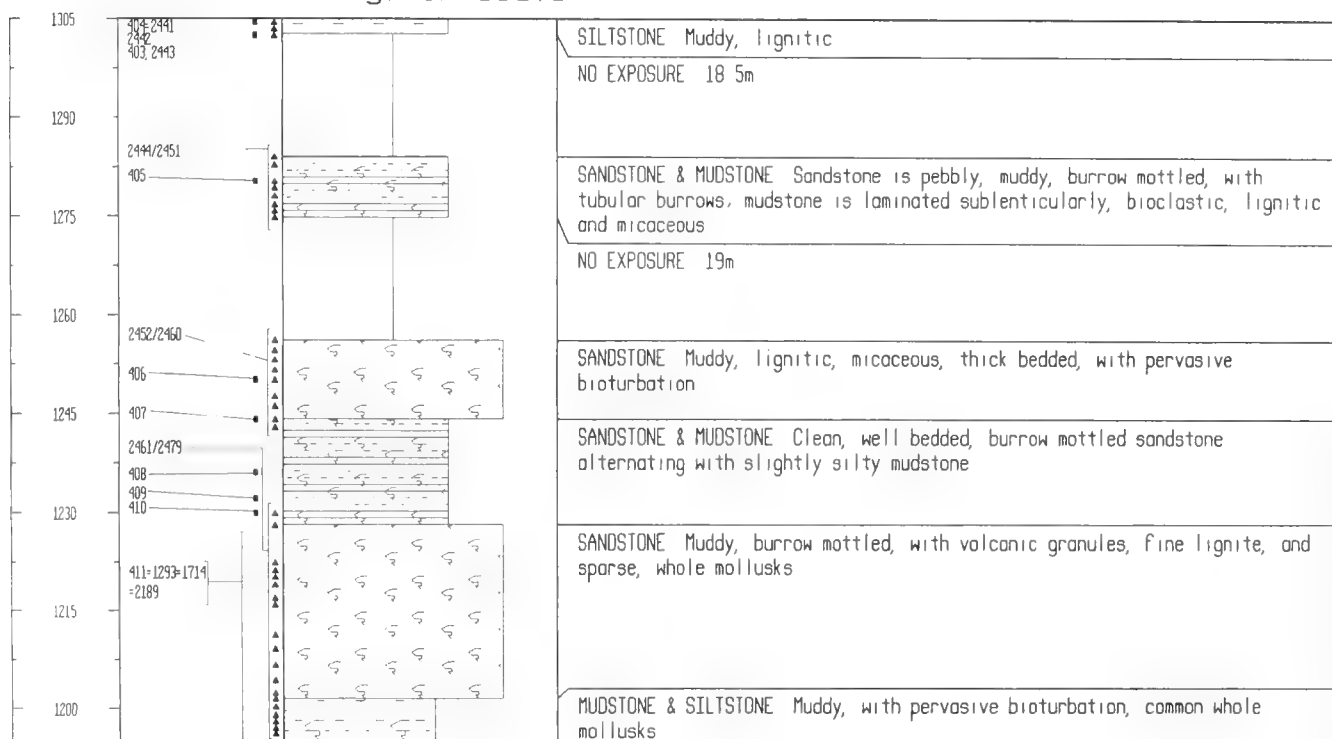 1305
404, 2441
2442
403, 2443
SILTSTONE Muddy, lignitic
NO EXPOSURE 18 5m
1290
2444/2451
405
SANDSTONE & MUDSTONE Sandstone is pebbly, muddy, burrow mottled, with
tubular burrows, mudstone is laminated sublenticularly, bioclastic, lignitic
and micaceous
1275
NO EXPOSURE 19m
1260
2452/2460
406
SANDSTONE Muddy, lignitic, micaceous, thick bedded, with pervasive
bioturbation
1245
407
2461/2479
408
409
410
SANDSTONE & MUDSTONE Clean, well bedded, burrow mottled sandstone
alternating with slightly silty mudstone
1230
SANDSTONE Muddy, burrow mottled, with volcanic granules, fine lignite, and
sparse, whole mollusks
411=1293=1714
=2189
1215
1200
MUDSTONE & SILTSTONE Muddy, with pervasive bioturbation, common whole
mollusks